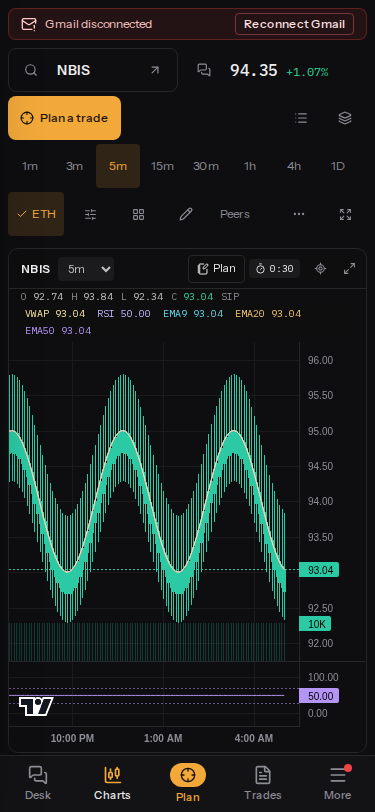 Gmail disconnected
Reconnect Gmail
NBIS
94.35 +1.07%
Plan a trade
1m 3m 5m 15m 30m 1h 4h 1D
ETH
Peers
NBIS 5m Plan 0:30
O 92.74 H 93.84 L 92.34 C 93.04 SIP
VWAP 93.04 RSI 50.00 EMA9 93.04 EMA20 93.04
EMA50 93.04
96.00
95.50
95.00
94.50
94.00
93.50
93.04
92.50
10K
92.00
100.00
50.00
0.00
10:00 PM 1:00 AM 4:00 AM
Desk Charts Plan Trades More